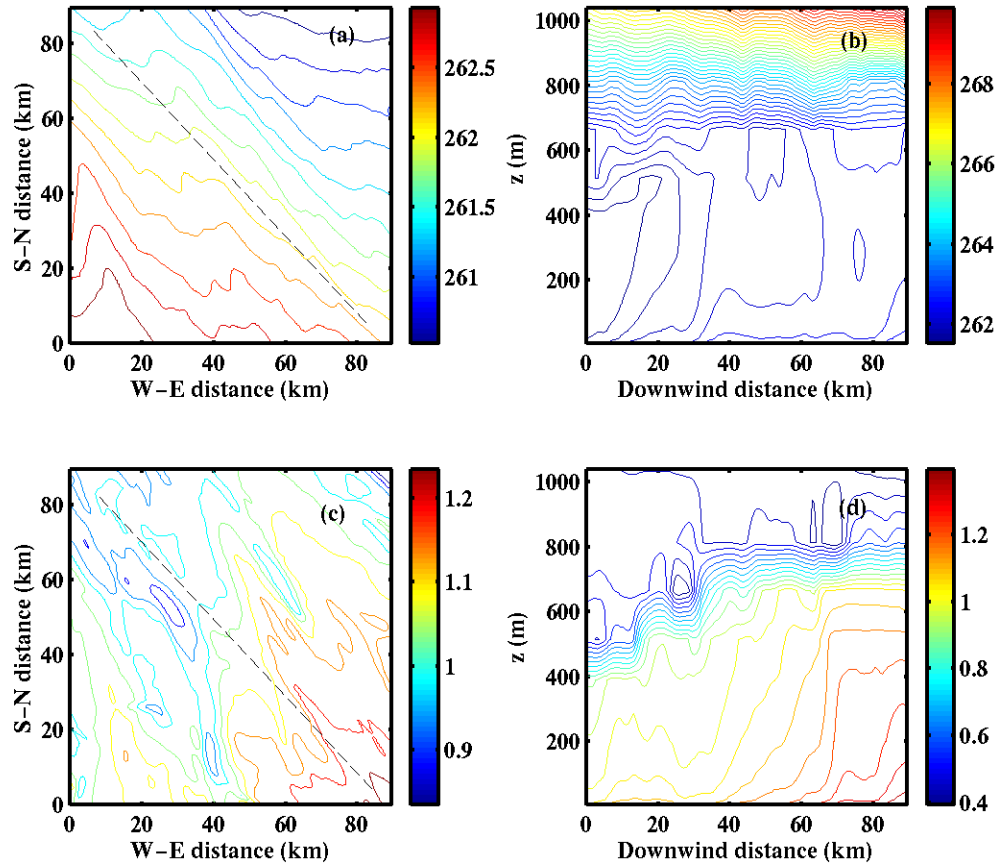 (a)
80
60
40
20
0
S-N distance (km)
0 20 40 60 80
W-E distance (km)
262.5
262
261.5
261
(b)
1000
800
600
400
200
z (m)
0 20 40 60 80
Downwind distance (km)
268
266
264
262
(c)
80
60
40
20
0
S-N distance (km)
0 20 40 60 80
W-E distance (km)
1.2
1.1
1
0.9
(d)
1000
800
600
400
200
z (m)
0 20 40 60 80
Downwind distance (km)
1.2
1
0.8
0.6
0.4